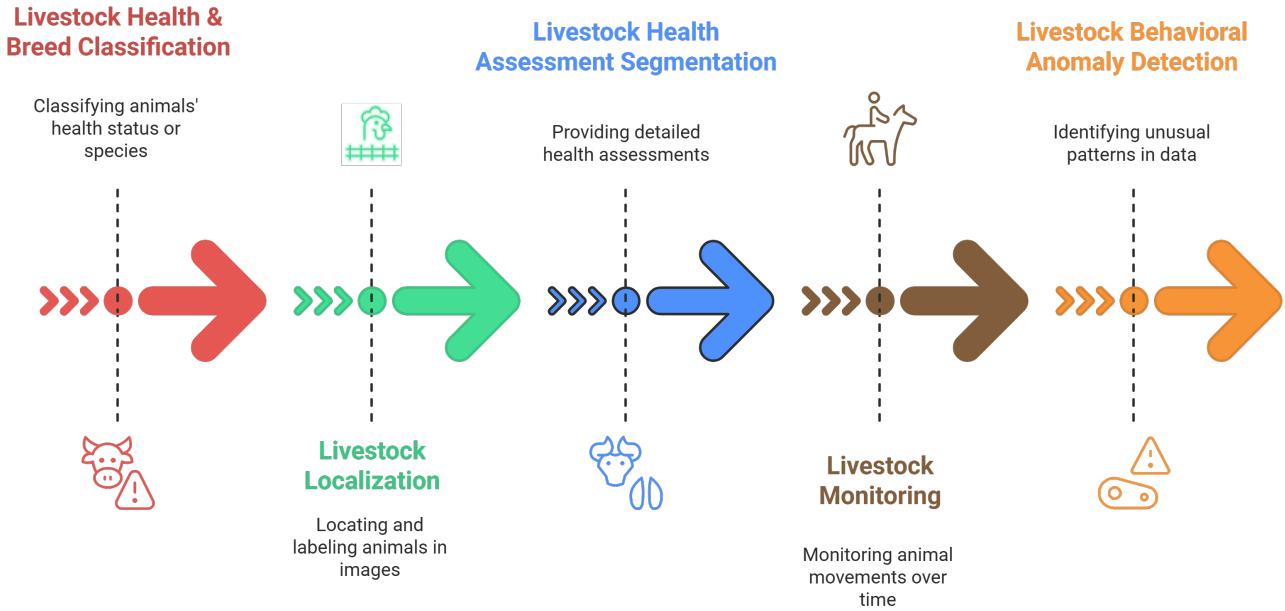 Livestock Health &
Breed Classification
Classifying animals'
health status or
species
Livestock
Localization
Locating and
labeling animals in
images
Livestock Health
Assessment Segmentation
Providing detailed
health assessments
Livestock
Monitoring
Monitoring animal
movements over
time
Livestock Behavioral
Anomaly Detection
Identifying unusual
patterns in data